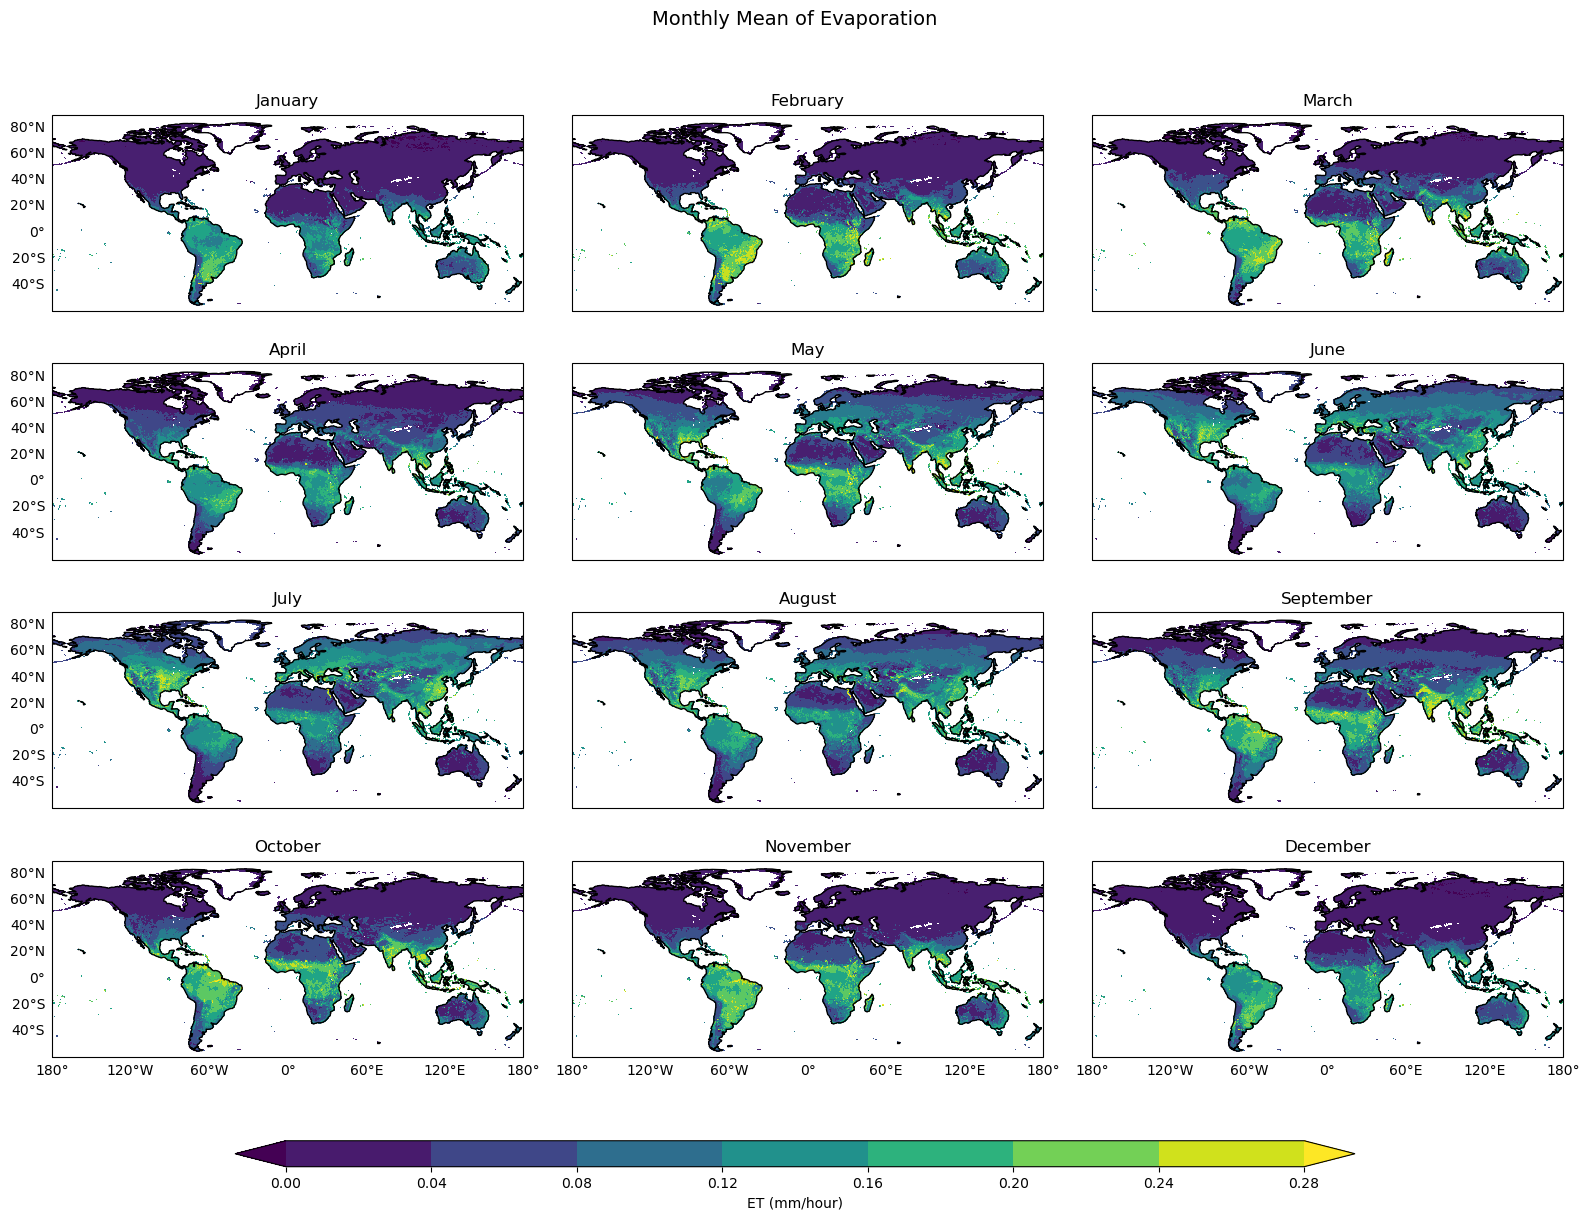 Monthly Mean of Evaporation
January February March
80°N
60°N
40°N
20°N
0°
20°S
40°S
April May June
80°N
60°N
40°N
20°N
0°
20°S
40°S
July August September
80°N
60°N
40°N
20°N
0°
20°S
40°S
October November December
80°N
60°N
40°N
20°N
0°
20°S
40°S
180° 120°W 60°W 0° 60°E 120°E 180° 180° 120°W 60°W 0° 60°E 120°E 180° 180° 120°W 60°W 0° 60°E 120°E 180°
0.00 0.04 0.08 0.12 0.16 0.20 0.24 0.28
ET (mm/hour)